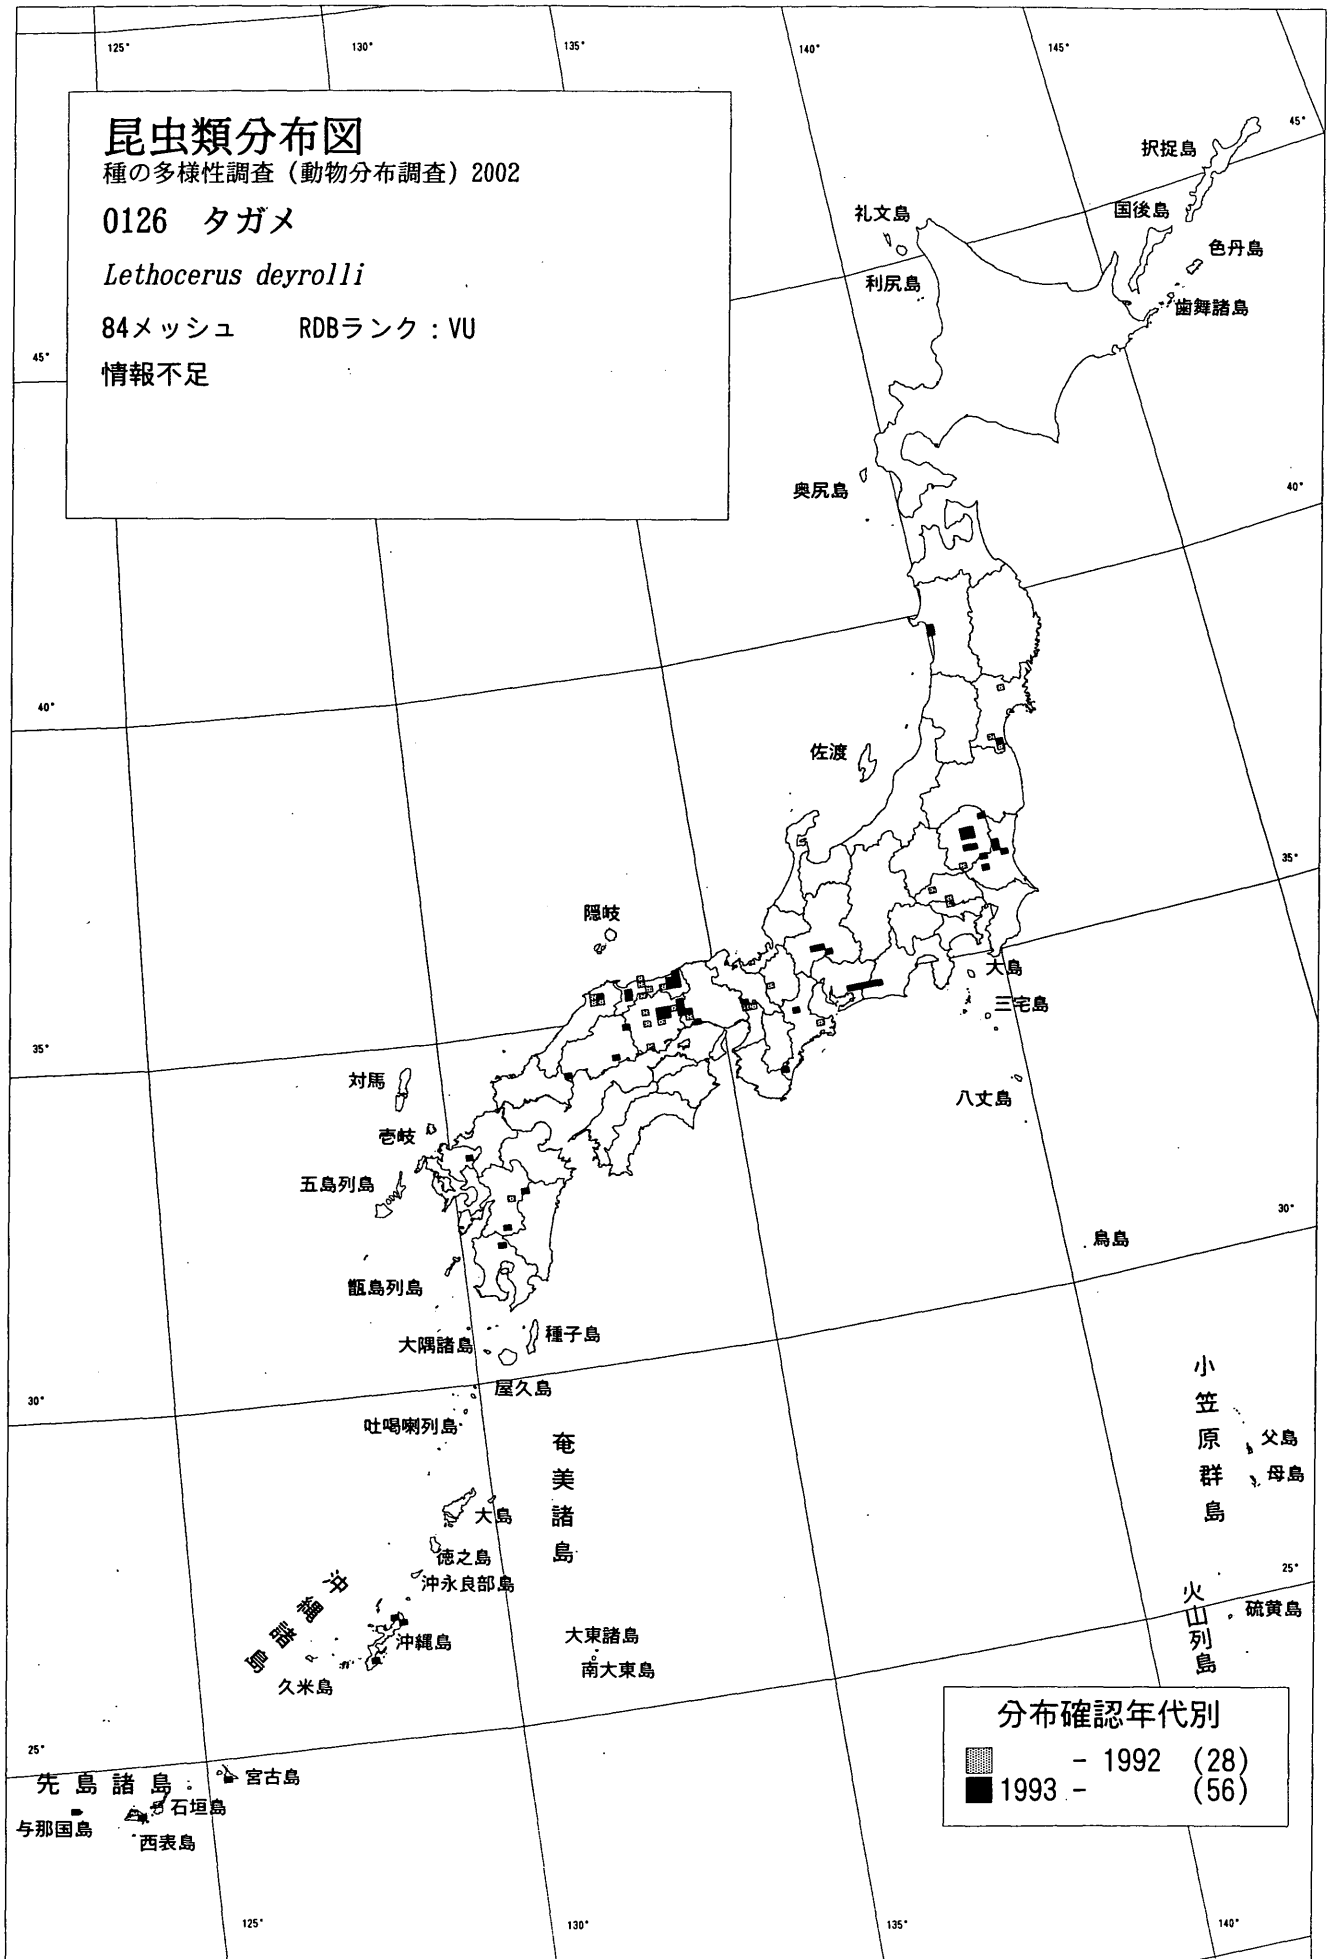 125° 130° 135° 140° 145°
昆虫類分布図
種の多様性調査（動物分布調査）2002
0126　タガメ
Lethocerus deyrolli
84メッシュ　　RDBランク：VU
情報不足
45°
択捉島
国後島
礼文島
色丹島
利尻島
歯舞諸島
45°
奥尻島
40°
40°
佐渡
35°
隠岐
大島
三宅島
35°
対馬
八丈島
壱岐
五島列島
30°
鳥島
甑島列島
大隅諸島
種子島
屋久島
30°
吐喝喇列島
小笠原群島
父島
母島
奄美諸島
大島
徳之島
沖永良部島
沖縄諸島
25°
火山列島
硫黄島
沖縄島
久米島
大東諸島
南大東島
分布確認年代別
- 1992 (28)
1993 - (56)
25°
先島諸島
宮古島
石垣島
与那国島
西表島
125° 130° 135° 140°